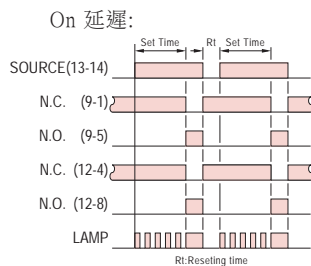 On 延遲:
Set Time Rt Set Time
SOURCE(13-14)
N.C. (9-1)
N.O. (9-5)
N.C. (12-4)
N.O. (12-8)
LAMP
Rt:Reseting time